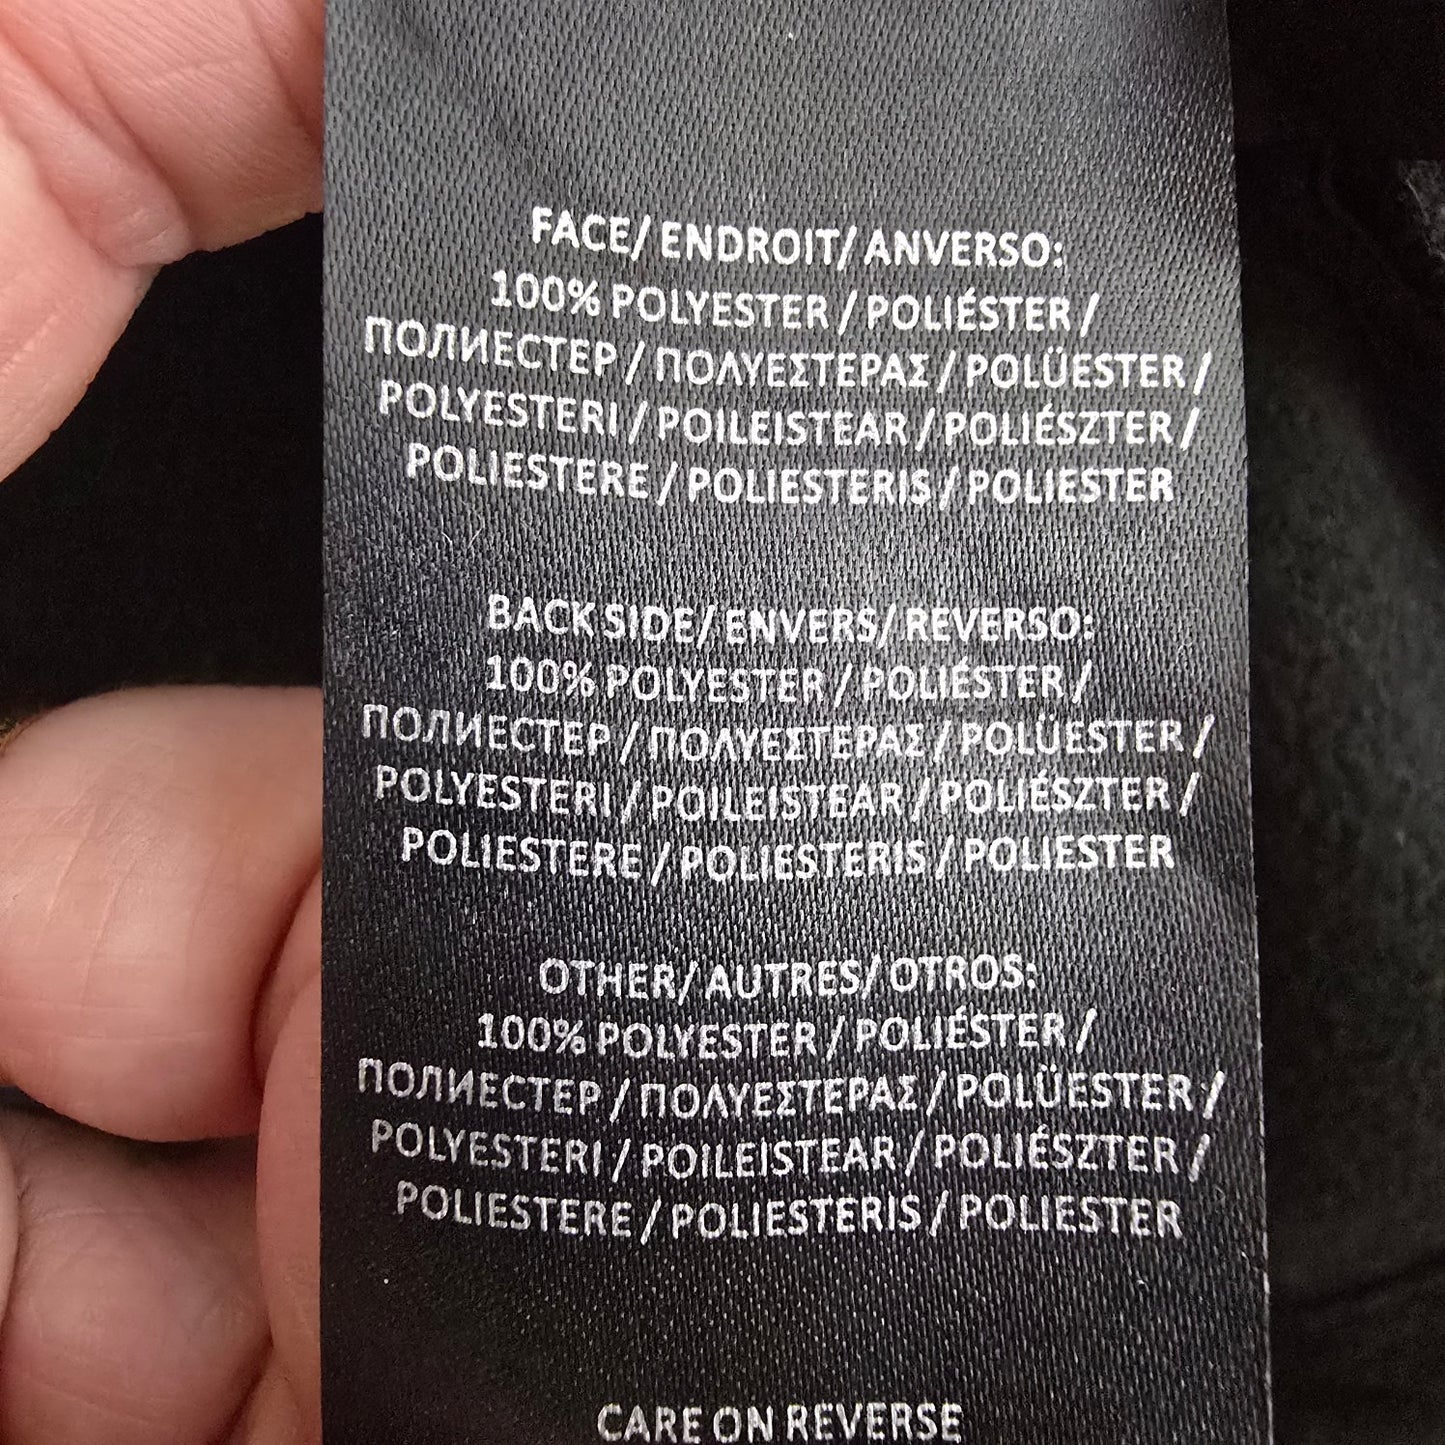 FACE/ ENDROIT/ ANVERSO:
100% POLYESTER / POLIÉSTER /
ПОЛИЕСТЕР / ΠΟΛΥΕΣΤΕΡΑΣ / POLÜESTER /
POLYESTERI / POILEISTEAR / POLIÉSZTER /
POLIESTERE / POLIESTERIS / POLIESTER
BACK SIDE/ ENVERS/ REVERSO:
100% POLYESTER / POLIÉSTER /
ПОЛИЕСТЕР / ΠΟΛΥΕΣΤΕΡΑΣ / POLÜESTER /
POLYESTERI / POILEISTEAR / POLIÉSZTER /
POLIESTERE / POLIESTERIS / POLIESTER
OTHER/ AUTRES/ OTROS:
100% POLYESTER / POLIÉSTER /
ПОЛИЕСТЕР / ΠΟΛΥΕΣΤΕΡΑΣ / POLÜESTER /
POLYESTERI / POILEISTEAR / POLIÉSZTER /
POLIESTERE / POLIESTERIS / POLIESTER
CARE ON REVERSE